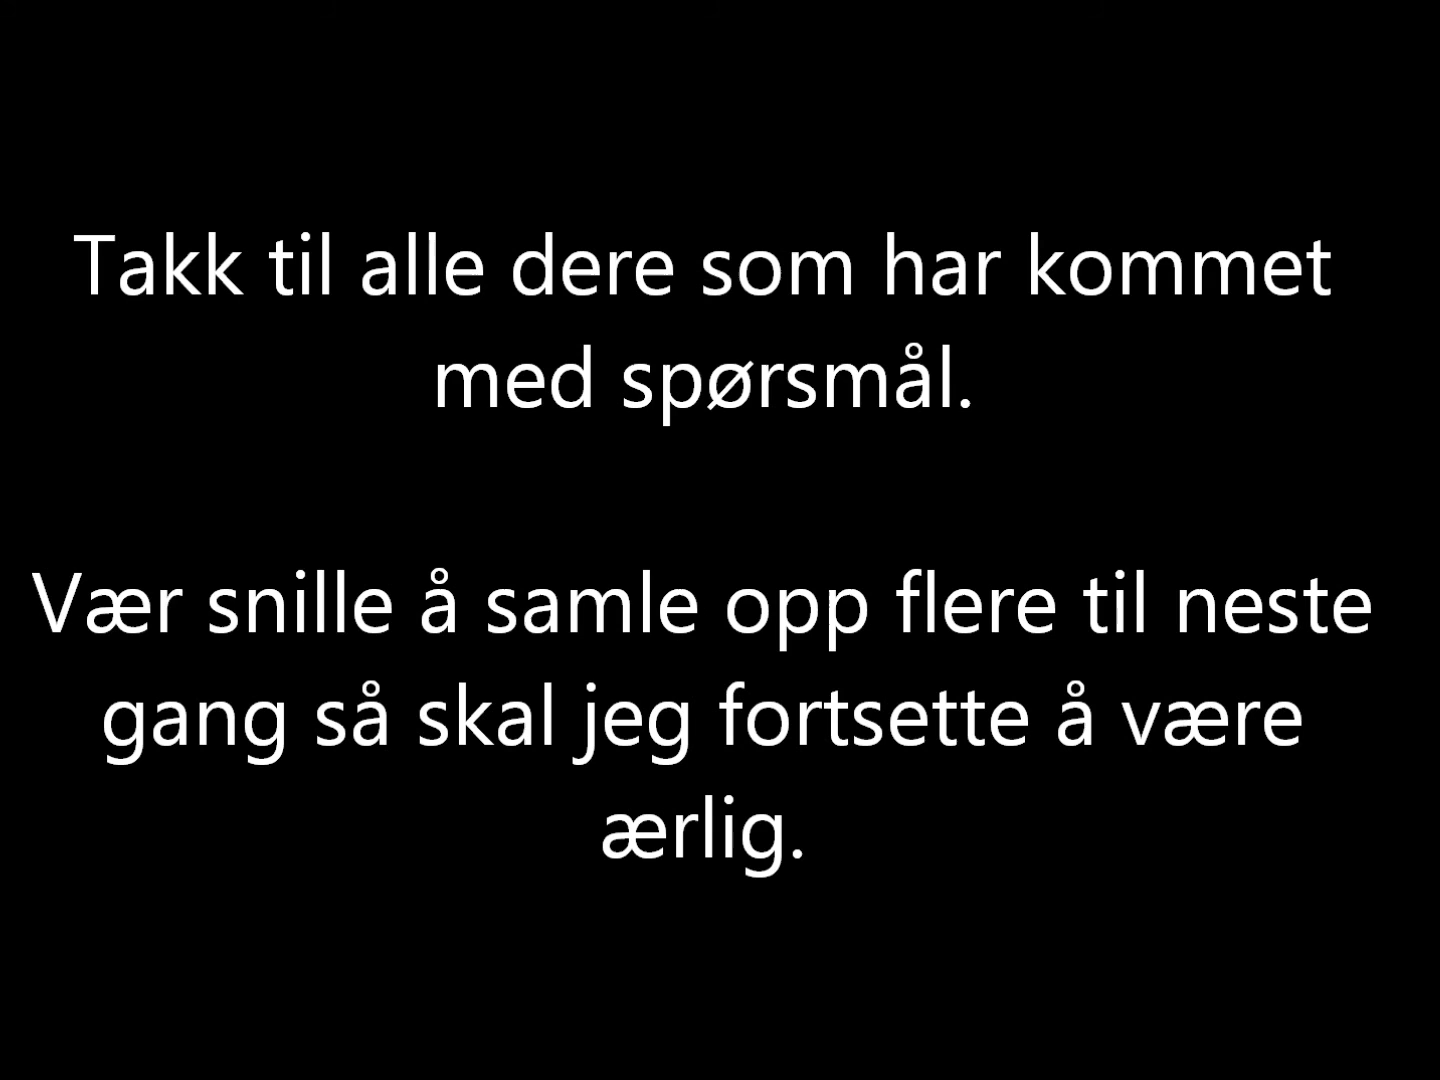 Takk til alle dere som har kommet
med spørsmål.
Vær snille å samle opp flere til neste
gang så skal jeg fortsette å være
ærlig.